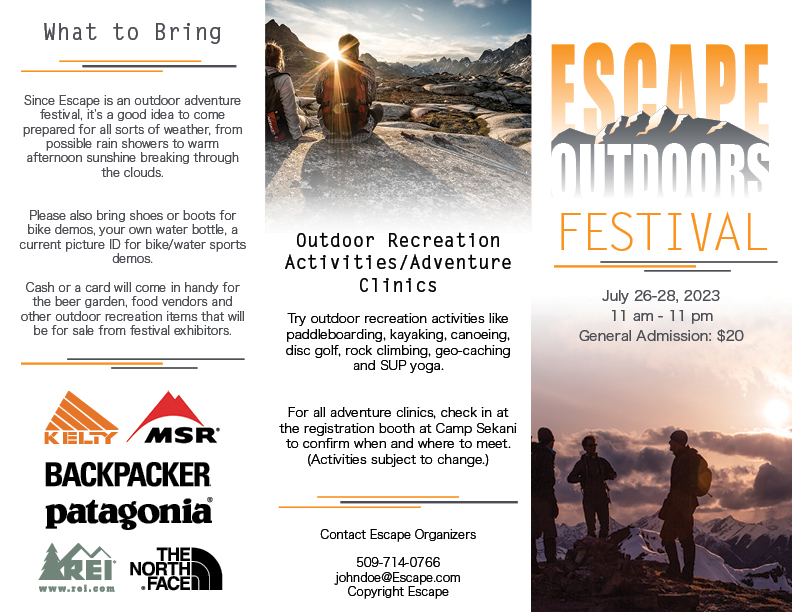 What to Bring
Since Escape is an outdoor adventure
festival, it's a good idea to come
prepared for all sorts of weather, from
possible rain showers to warm
afternoon sunshine breaking through
the clouds.
Please also bring shoes or boots for
bike demos, your own water bottle, a
current picture ID for bike/water sports
demos.
Cash or a card will come in handy for
the beer garden, food vendors and
other outdoor recreation items that will
be for sale from festival exhibitors.
KELTY
MSR®
BACKPACKER
patagonia®
REI®
www.rei.com
THE
NORTH
FACE
Outdoor Recreation
Activities/Adventure
Clinics
Try outdoor recreation activities like
paddleboarding, kayaking, canoeing,
disc golf, rock climbing, geo-caching
and SUP yoga.
For all adventure clinics, check in at
the registration booth at Camp Sekani
to confirm when and where to meet.
(Activities subject to change.)
Contact Escape Organizers
509-714-0766
johndoe@Escape.com
Copyright Escape
ESCAPE
OUTDOORS
FESTIVAL
July 26-28, 2023
11 am - 11 pm
General Admission: $20